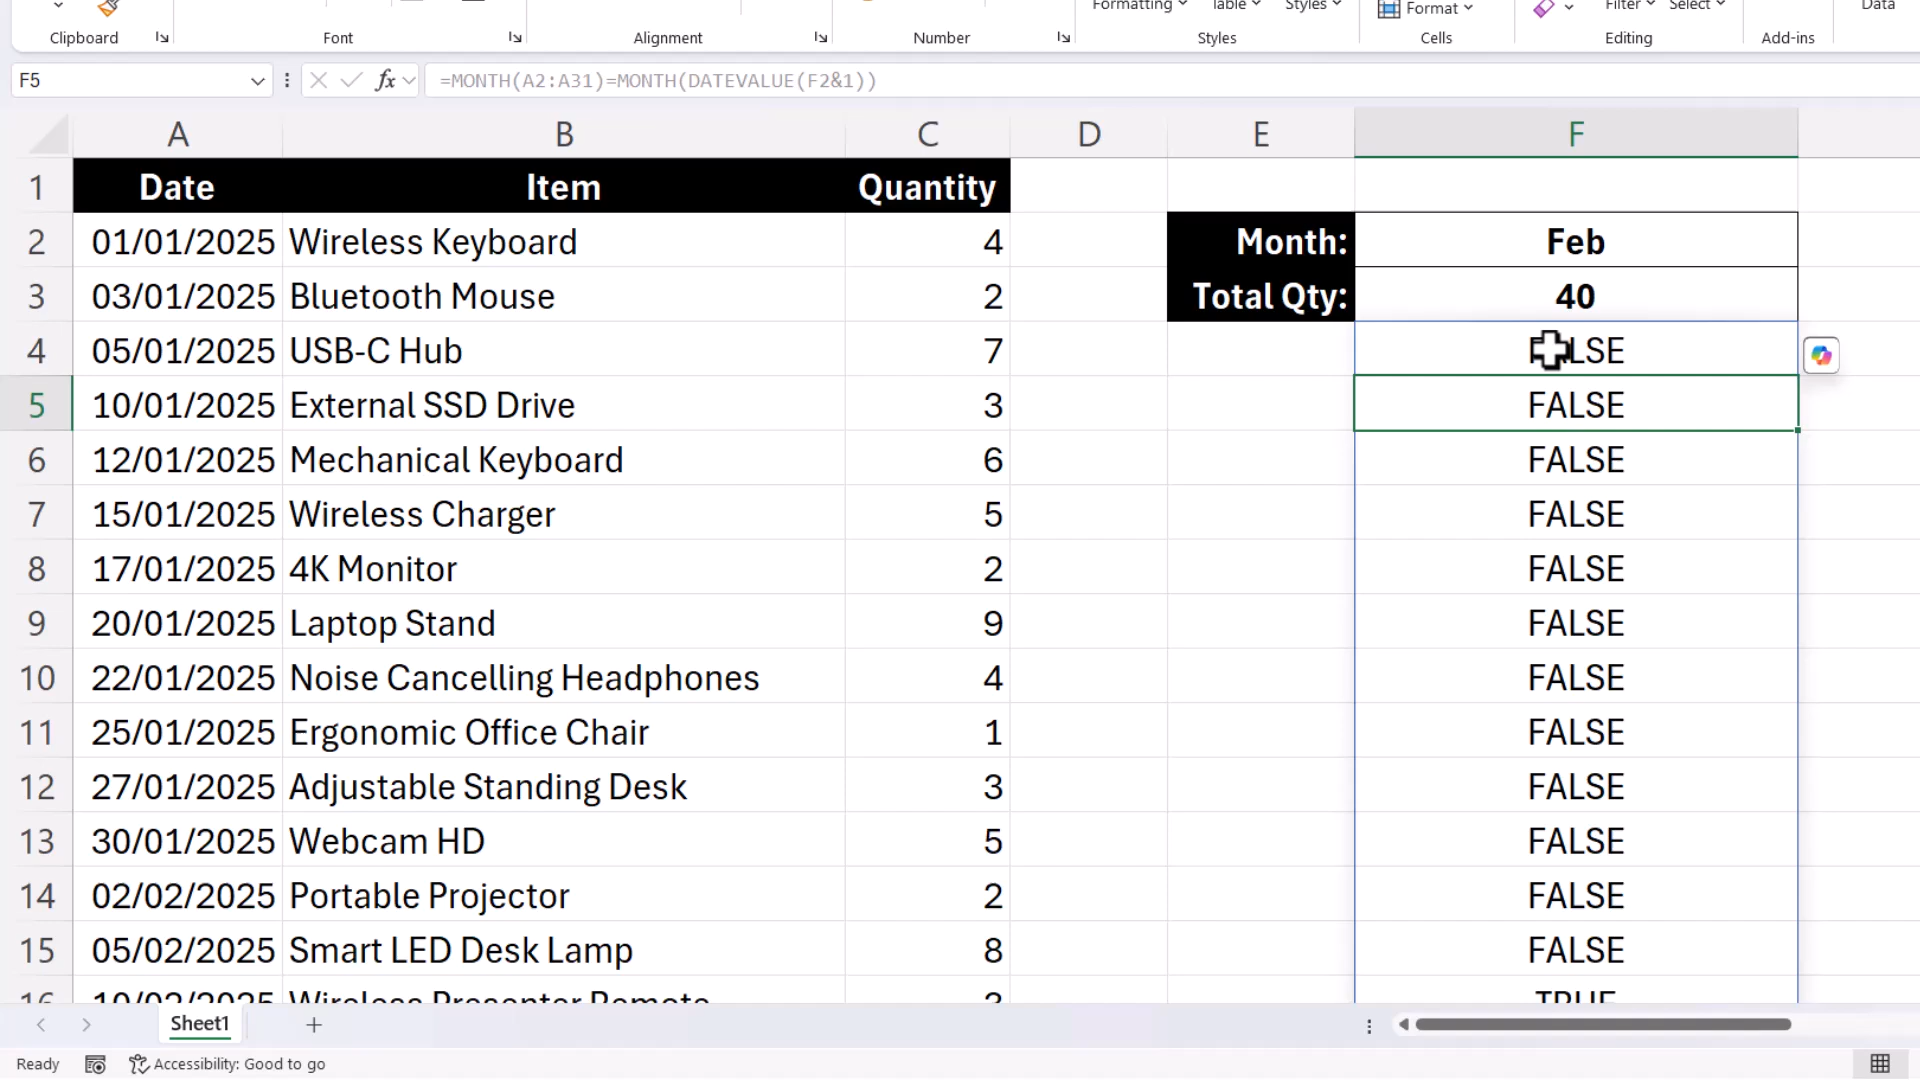 Formatting Table Styles Format Filter Select Data
Clipboard Font Alignment Number Styles Cells Editing Add-ins
F5 fx =MONTH(A2:A31)=MONTH(DATEVALUE(F2&1))
A B C D E F
1 Date Item Quantity
2 01/01/2025 Wireless Keyboard 4 Month: Feb
3 03/01/2025 Bluetooth Mouse 2 Total Qty: 40
4 05/01/2025 USB-C Hub 7
5 10/01/2025 External SSD Drive 3 FALSE
6 12/01/2025 Mechanical Keyboard 6 FALSE
7 15/01/2025 Wireless Charger 5 FALSE
8 17/01/2025 4K Monitor 2 FALSE
9 20/01/2025 Laptop Stand 9 FALSE
10 22/01/2025 Noise Cancelling Headphones 4 FALSE
11 25/01/2025 Ergonomic Office Chair 1 FALSE
12 27/01/2025 Adjustable Standing Desk 3 FALSE
13 30/01/2025 Webcam HD 5 FALSE
14 02/02/2025 Portable Projector 2 FALSE
15 05/02/2025 Smart LED Desk Lamp 8 FALSE
16 10/02/2025 Wireless Presenter Remote TRUE
Sheet1
Ready Accessibility: Good to go